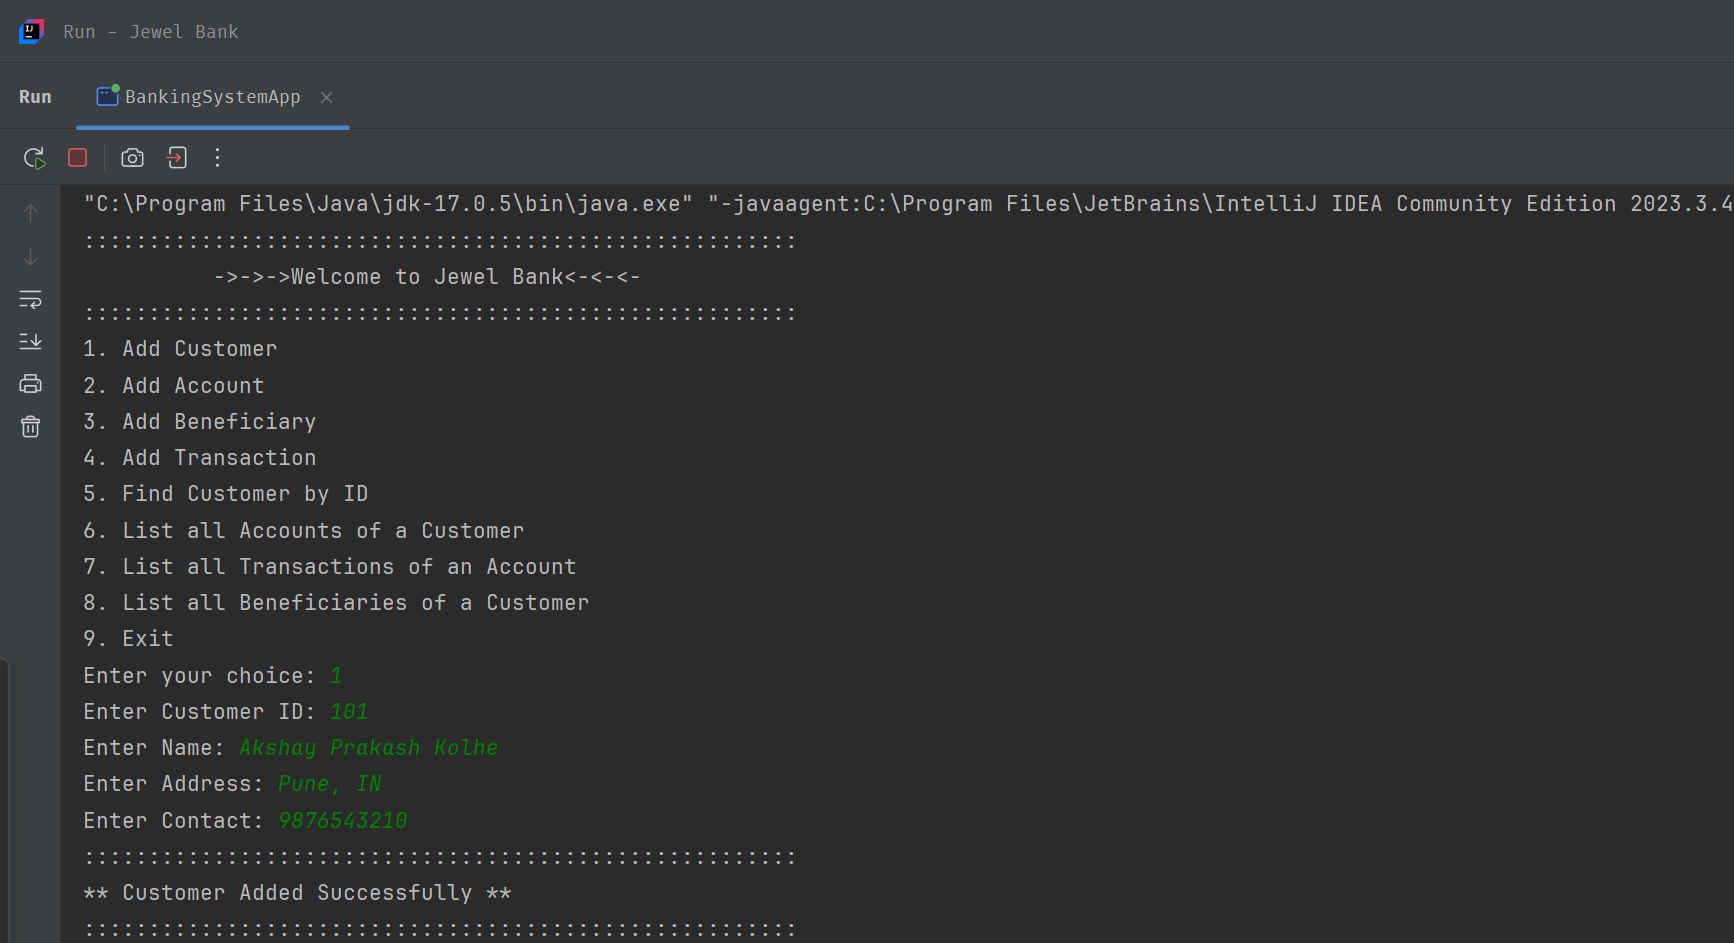 Run - Jewel Bank
Run BankingSystemApp
"C:\Program Files\Java\jdk-17.0.5\bin\java.exe" "-javaagent:C:\Program Files\JetBrains\IntelliJ IDEA Community Edition 2023.3.4
:::::::::::::::::::::::::::::::::::::::::::::::::::::::
->->->Welcome to Jewel Bank<-<-<-
:::::::::::::::::::::::::::::::::::::::::::::::::::::::
1. Add Customer
2. Add Account
3. Add Beneficiary
4. Add Transaction
5. Find Customer by ID
6. List all Accounts of a Customer
7. List all Transactions of an Account
8. List all Beneficiaries of a Customer
9. Exit
Enter your choice: 1
Enter Customer ID: 101
Enter Name: Akshay Prakash Kolhe
Enter Address: Pune, IN
Enter Contact: 9876543210
:::::::::::::::::::::::::::::::::::::::::::::::::::::::
** Customer Added Successfully **
:::::::::::::::::::::::::::::::::::::::::::::::::::::::